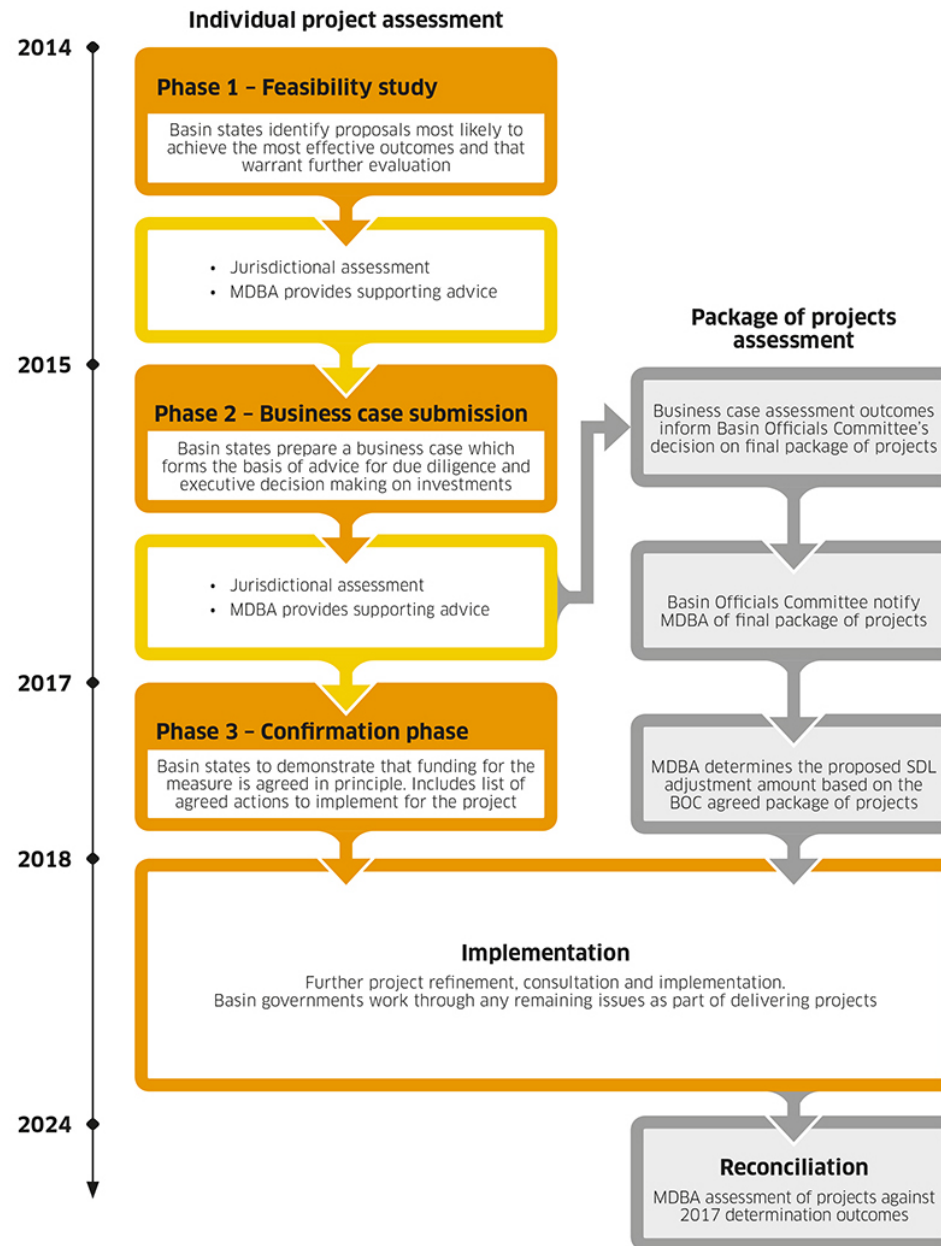 Individual project assessment
2014
Phase 1 – Feasibility study
Basin states identify proposals most likely to
achieve the most effective outcomes and that
warrant further evaluation
• Jurisdictional assessment
• MDBA provides supporting advice
Package of projects
assessment
2015
Phase 2 – Business case submission
Basin states prepare a business case which
forms the basis of advice for due diligence and
executive decision making on investments
Business case assessment outcomes
inform Basin Officials Committee's
decision on final package of projects
• Jurisdictional assessment
• MDBA provides supporting advice
Basin Officials Committee notify
MDBA of final package of projects
2017
Phase 3 – Confirmation phase
Basin states to demonstrate that funding for the
measure is agreed in principle. Includes list of
agreed actions to implement for the project
MDBA determines the proposed SDL
adjustment amount based on the
BOC agreed package of projects
2018
Implementation
Further project refinement, consultation and implementation.
Basin governments work through any remaining issues as part of delivering projects
2024
Reconciliation
MDBA assessment of projects against
2017 determination outcomes